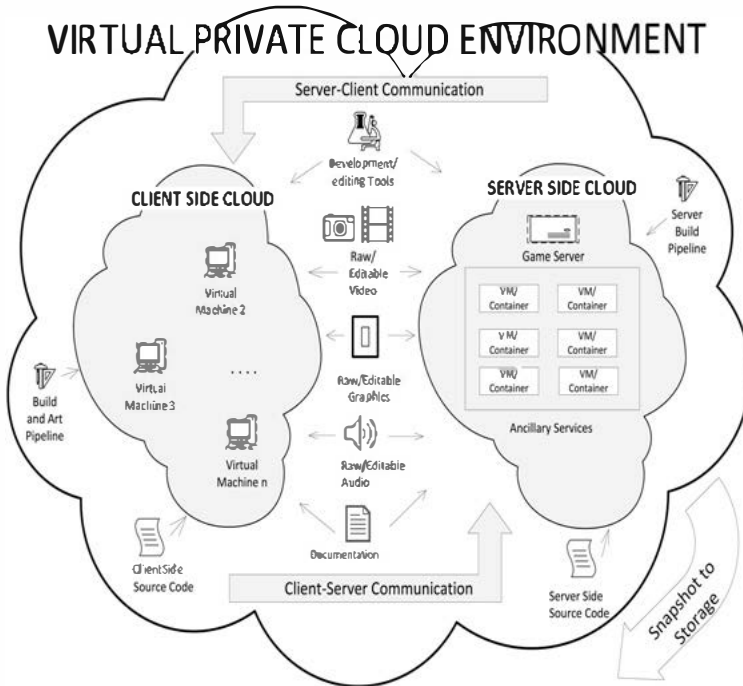 VIRTUAL PRIVATE CLOUD ENVIRONMENT
Server-Client Communication
Development/
editing Tools
CLIENT SIDE CLOUD
SERVER SIDE CLOUD
Server
Build
Pipeline
Game Server
Raw/
Editable
Video
Virtual
Machine 2
VM/
Container
VM/
Container
VM/
Container
VM/
Container
VM/
Container
VM/
Container
Virtual
Machine 3
....
Raw/Editable
Graphics
Build
and Art
Pipeline
Ancillary Services
Virtual
Machine n
Raw/Editable
Audio
Documentation
Client Side
Source Code
Client-Server Communication
Server Side
Source Code
Snapshot to
Storage